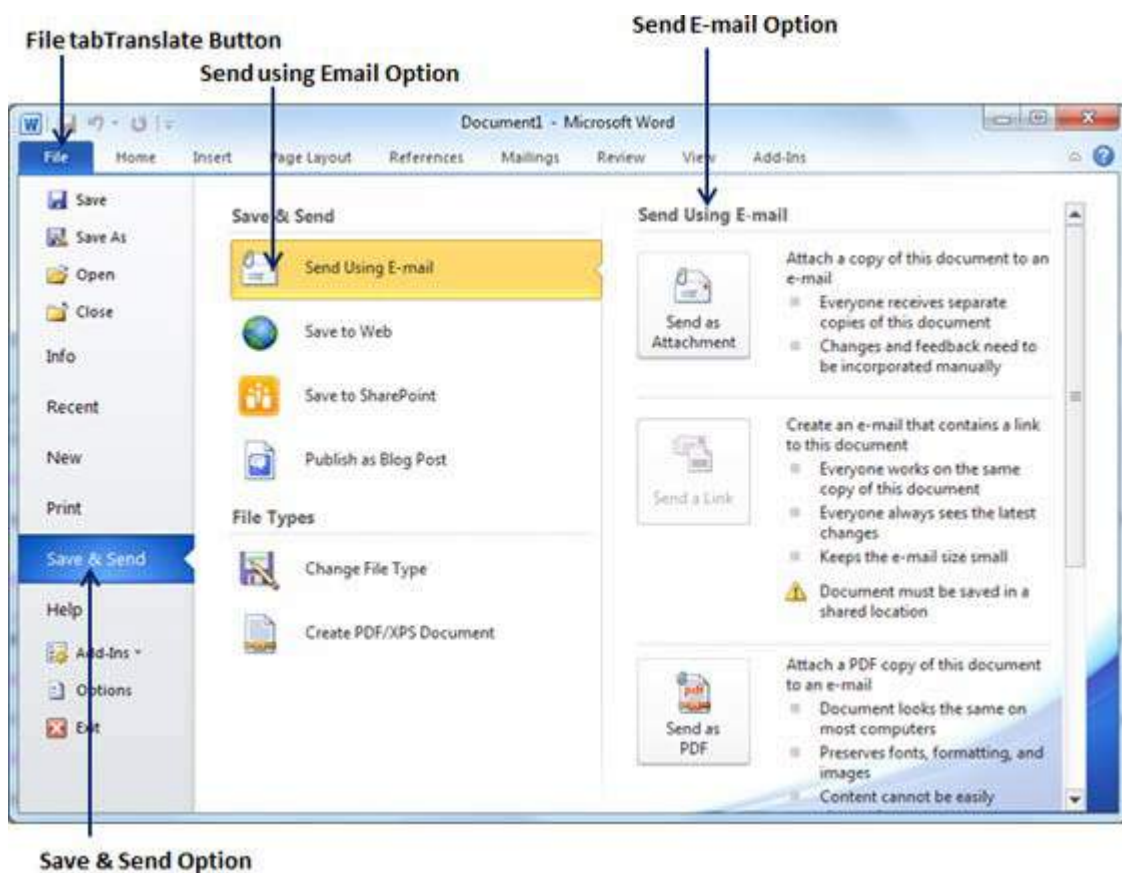 File tabTranslate Button
Send E-mail Option
Send using Email Option
Document1 - Microsoft Word
File Home Insert Page Layout References Mailings Review View Add-Ins
Save
Save As
Open
Close
Info
Recent
New
Print
Save & Send
Help
Add-Ins
Options
Exit
Save & Send
Send Using E-mail
Save to Web
Save to SharePoint
Publish as Blog Post
File Types
Change File Type
Create PDF/XPS Document
Send Using E-mail
Send as
Attachment
Attach a copy of this document to an
e-mail
Everyone receives separate
copies of this document
Changes and feedback need to
be incorporated manually
Send a Link
Create an e-mail that contains a link
to this document
Everyone works on the same
copy of this document
Everyone always sees the latest
changes
Keeps the e-mail size small
Document must be saved in a
shared location
Send as
PDF
Attach a PDF copy of this document
to an e-mail
Document looks the same on
most computers
Preserves fonts, formatting, and
images
Content cannot be easily
Save & Send Option